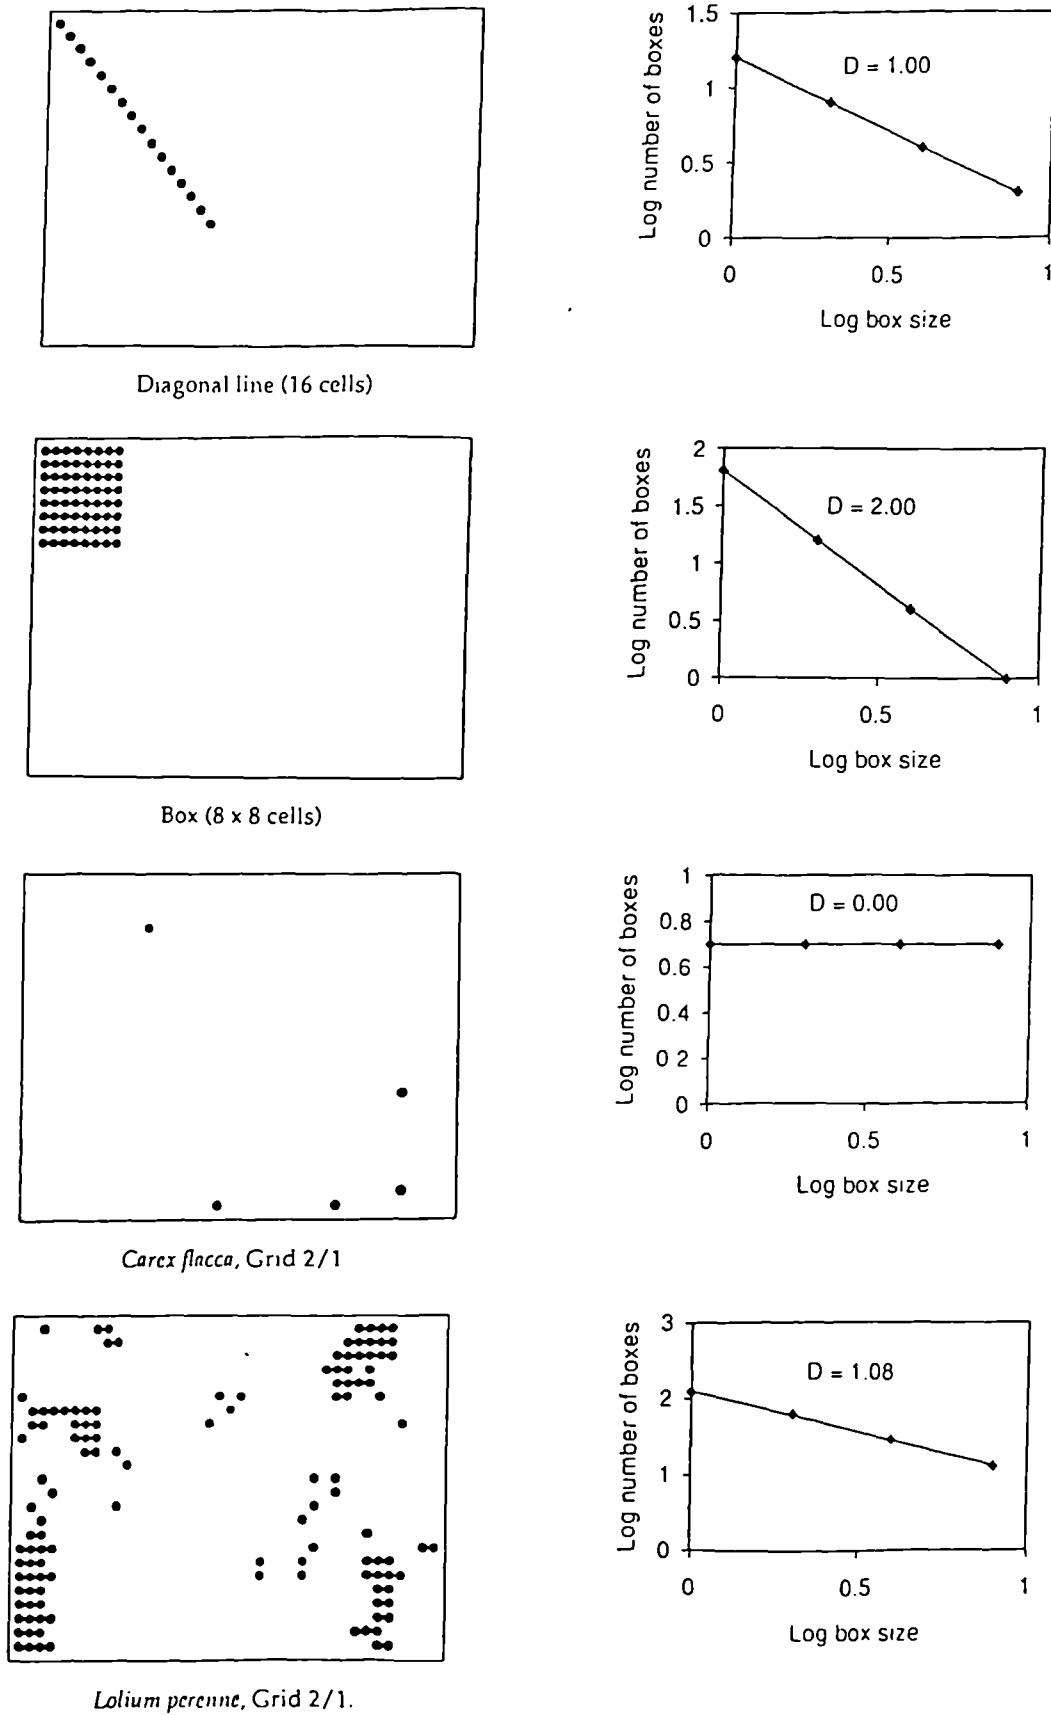 1.5
D = 1.00
1
0.5
0
0 0.5 1
Log number of boxes
Log box size
Diagonal line (16 cells)
2
1.5
D = 2.00
1
0.5
0
0 0.5 1
Log number of boxes
Log box size
Box (8 x 8 cells)
1
D = 0.00
0.8
0.6
0.4
0 2
0
0 0.5 1
Log number of boxes
Log box size
Carex flacca, Grid 2/1
3
D = 1.08
2
1
0
0 0.5 1
Log number of boxes
Log box size
Lolium perenne, Grid 2/1.